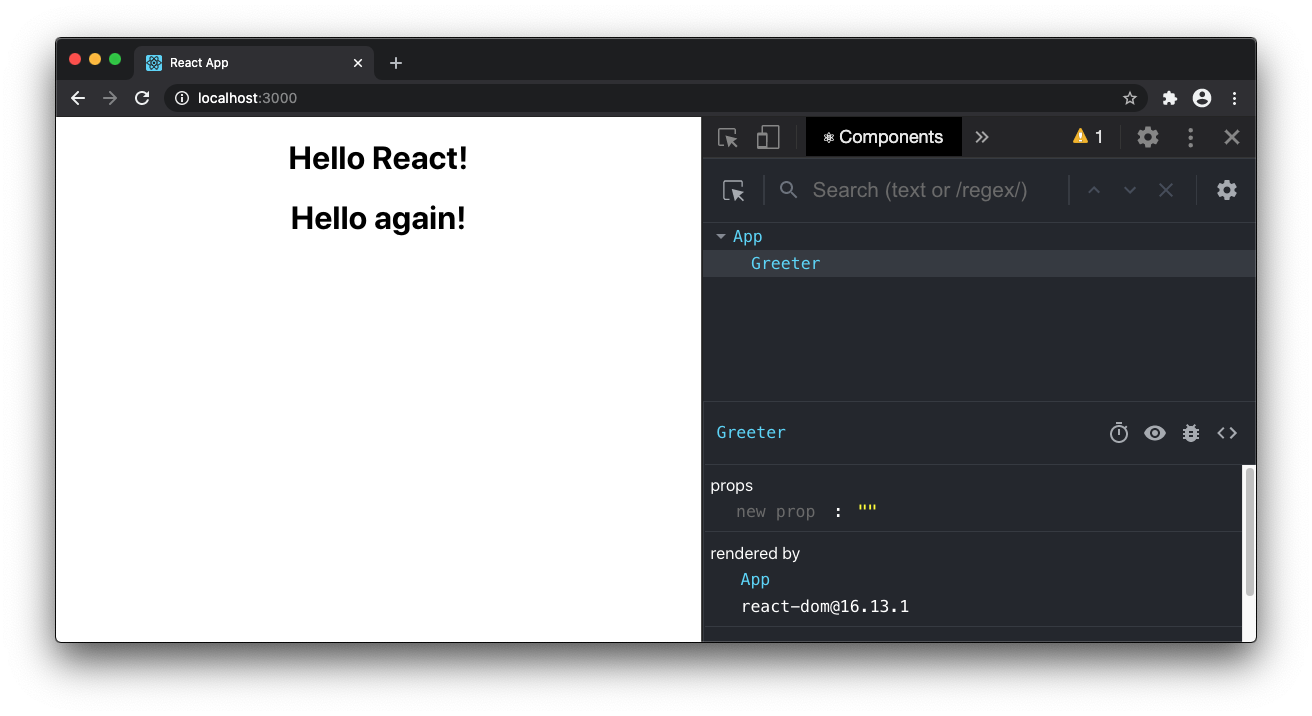 React App
localhost:3000
Hello React!
Hello again!
Components
1
Search (text or /regex/)
App
Greeter
Greeter
props
new prop : ""
rendered by
App
react-dom@16.13.1